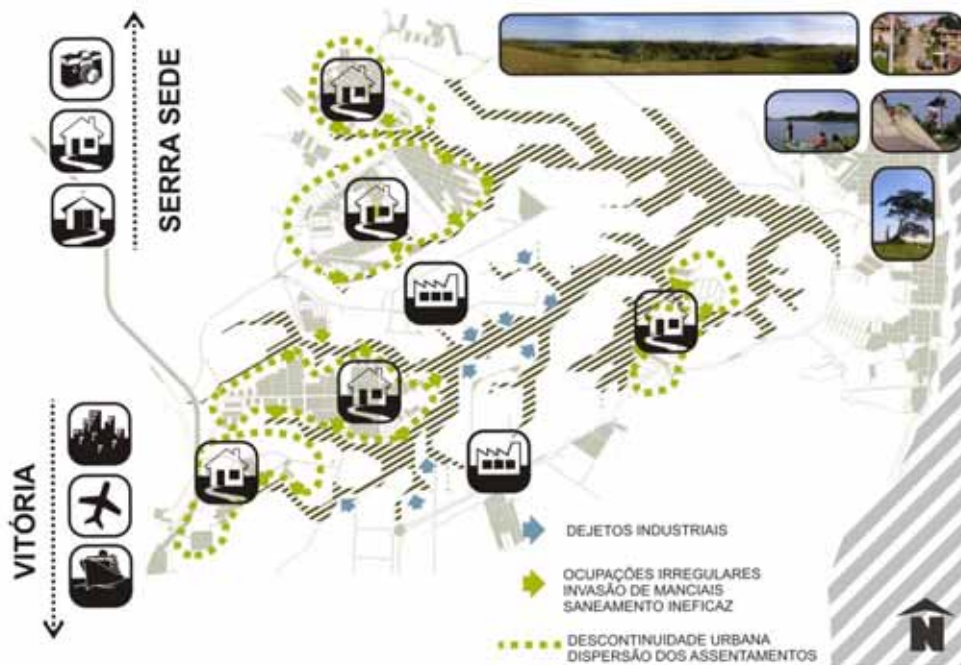 SERRA SEDE
VITÓRIA
DEJETOS INDUSTRIAIS
OCUPAÇÕES IRREGULARES
INVASÃO DE MANCIAIS
SANEAMENTO INEFICAZ
DESCONTINUIDADE URBANA
DISPERSÃO DOS ASSENTAMENTOS
N